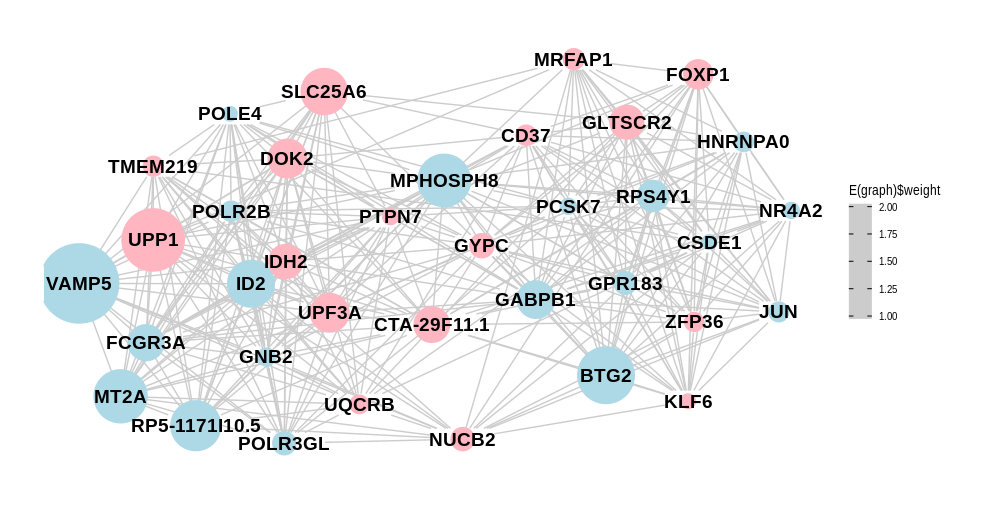 MRFAP1
FOXP1
SLC25A6
POLE4
GLTSCR2
CD37
HNRNPA0
DOK2
TMEM219
MPHOSPH8
E(graph)$weight
RPS4Y1
PCSK7
2.00
POLR2B
PTPN7
NR4A2
1.75
UPP1
GYPC
CSDE1
1.50
IDH2
VAMP5
ID2
GPR183
1.25
GABPB1
UPF3A
JUN
1.00
CTA-29F11.1
ZFP36
FCGR3A
GNB2
BTG2
MT2A
UQCRB
KLF6
RP5-1171I10.5
POLR3GL
NUCB2